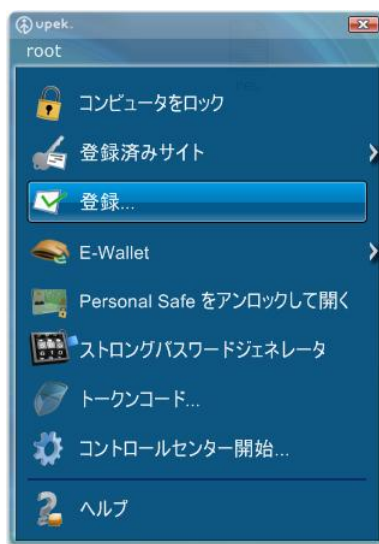 upek
root
コンピュータをロック
登録済みサイト
登録...
E-Wallet
Personal Safe をアンロックして開く
ストロングパスワードジェネレータ
トークンコード...
コントロールセンター開始...
ヘルプ